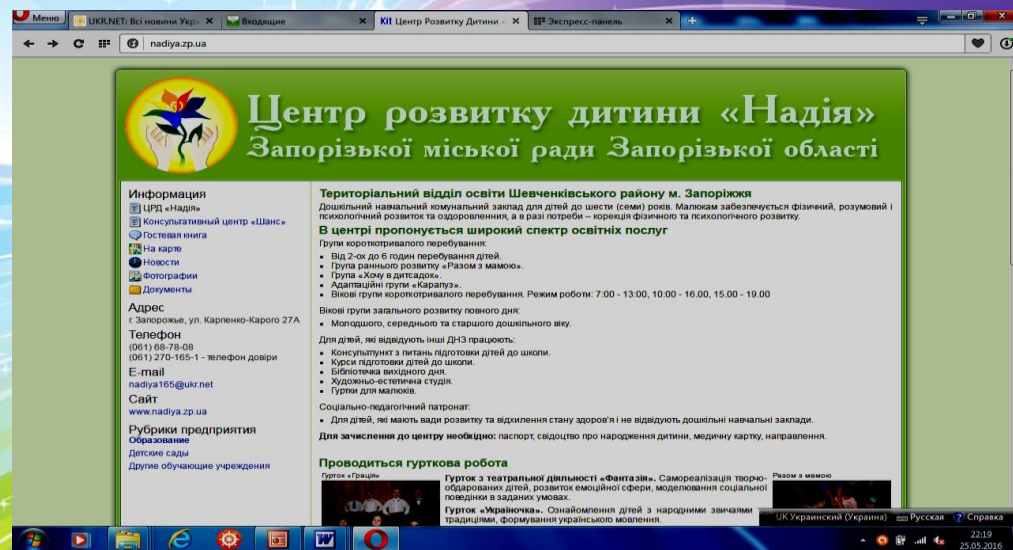 Меню
UKR.NET: Всі новини Укра
Входящие
Kit Центр Розвитку Дитини -
Экспресс-панель
nadiya.zp.ua
Центр розвитку дитини «Надія»
Запорізької міської ради Запорізької області
Информация
ЦРД «Надія»
Консультативный центр «Шанс»
Гостевая книга
На карте
Новости
Фотографии
Документы
Адрес
г. Запорожье, ул. Карпенко-Карого 27А
Телефон
(061) 68-78-08
(061) 270-165-1 - телефон довіри
E-mail
nadiya165@ukr.net
Сайт
www.nadiya.zp.ua
Рубрики предприятия
Образование
Детские сады
Другие обучающие учреждения
Територіальний відділ освіти Шевченківського району м. Запоріжжя
Дошкільний навчальний комунальний заклад для дітей до шести (семи) років. Малюкам забезпечується фізичний, розумовий і
психологічний розвиток та оздоровлення, а в разі потреби – корекція фізичного та психологічного розвитку.
В центрі пропонується широкий спектр освітніх послуг
Групи короткотривалого перебування:
• Від 2-ох до 6 годин перебування дітей.
• Група раннього розвитку «Разом з мамою».
• Група «Хочу в дитсадок».
• Адаптаційні групи «Карапуз».
• Вікові групи короткотривалого перебування. Режим роботи: 7:00 - 13:00, 10:00 - 16.00, 15.00 - 19.00
Вікові групи загального розвитку повного дня:
• Молодшого, середнього та старшого дошкільного віку.
Для дітей, які відвідують інші ДНЗ працюють:
• Консультпункт з питань підготовки дітей до школи.
• Курси підготовки дітей до школи.
• Бібліотечка вихідного дня.
• Художньо-естетична студія.
• Гуртки для малюків.
Соціально-педагогічний патронат:
• Для дітей, які мають вади розвитку та відхилення стану здоров'я і не відвідують дошкільні навчальні заклади.
Для зачислення до центру необхідно: паспорт, свідоцтво про народження дитини, медичну картку, направлення.
Проводиться гурткова робота
Гурток «Грація»
Гурток з театральної діяльності «Фантазія». Самореалізація творчо-
обдарованих дітей, розвиток емоційної сфери, моделювання соціальної
поведінки в заданих умовах.
Гурток «Україночка». Ознайомлення дітей з народними звичаями
традиціями, формування українського мовлення.
Разом з мамою
UK Украинский (Украина)
Русская
Справка
22:19
25.05.2016